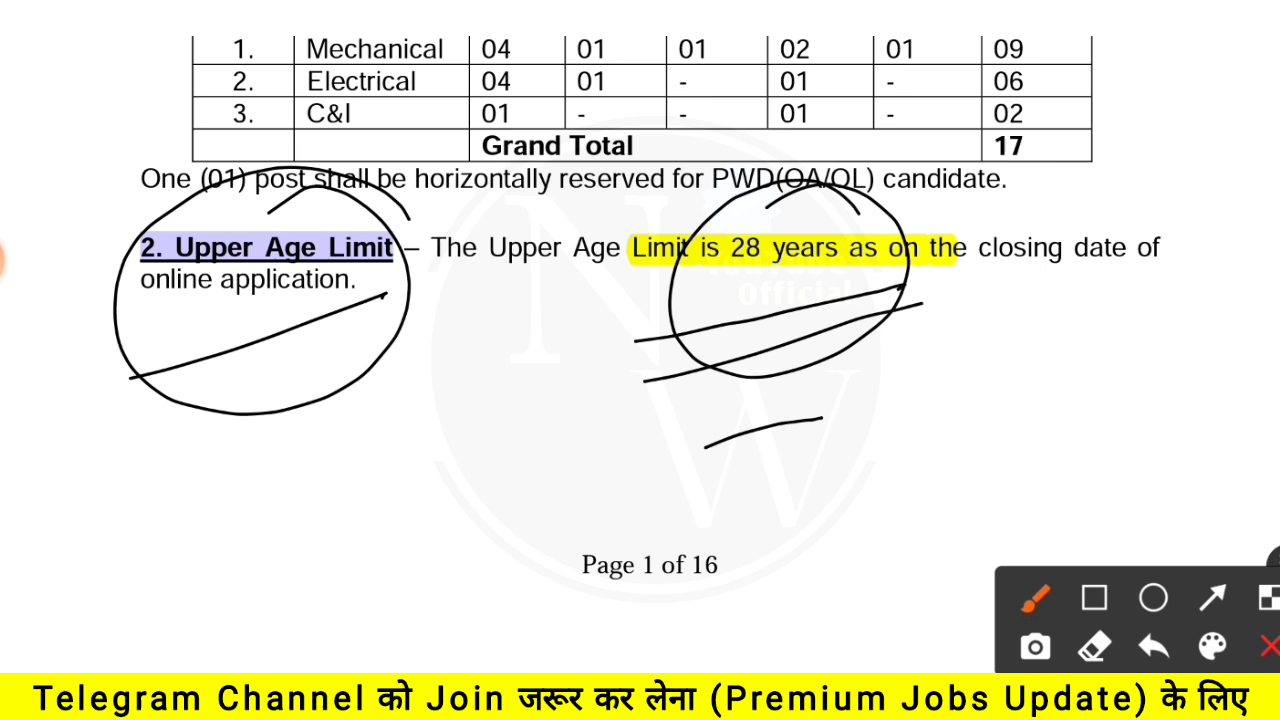 1. Mechanical 04 01 01 02 01 09
2. Electrical 04 01 - 01 - 06
3. C&I 01 - - 01 - 02
Grand Total 17
One (01) post shall be horizontally reserved for PWD(OA/OL) candidate.
2. Upper Age Limit – The Upper Age Limit is 28 years as on the closing date of
online application.
YouTube
Official
NW
Page 1 of 16
Telegram Channel को Join जरूर कर लेना (Premium Jobs Update) के लिए